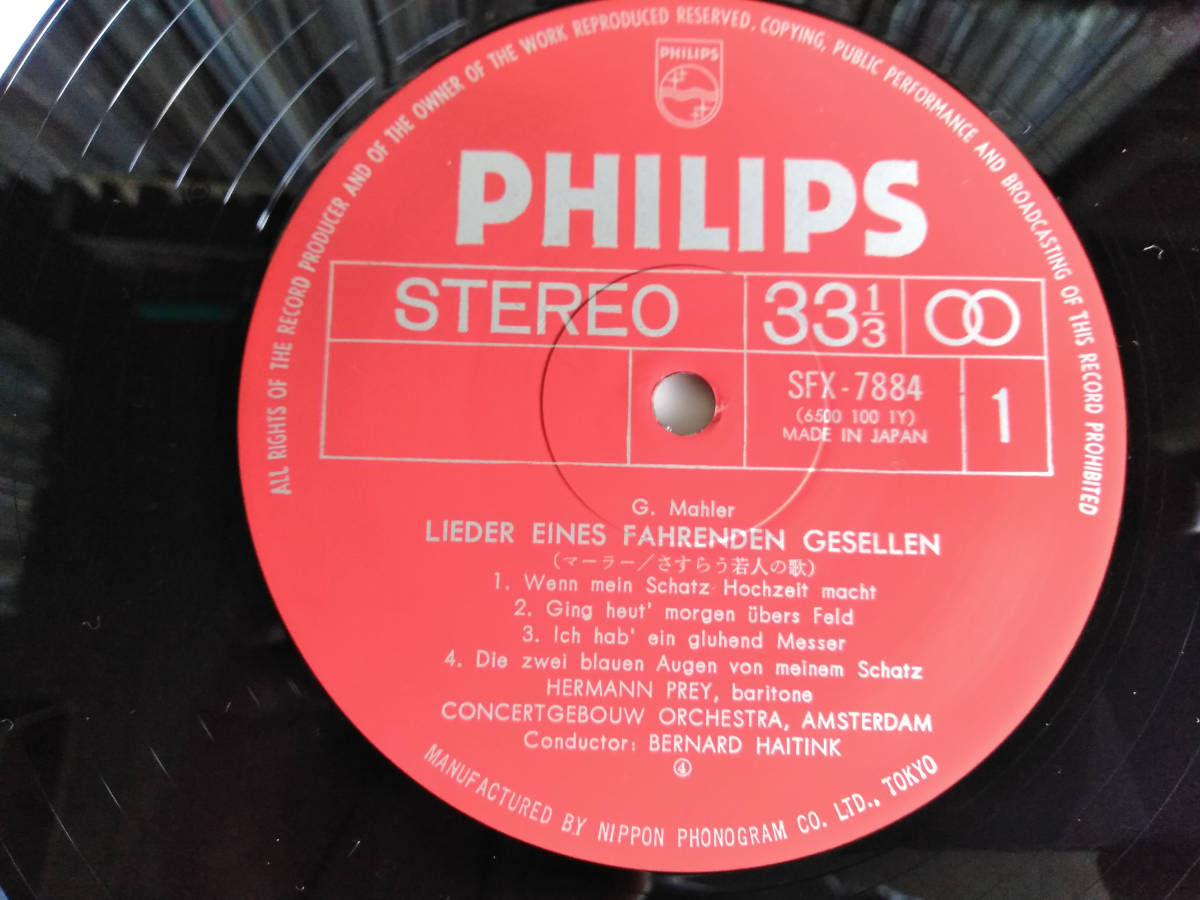 ALL RIGHTS OF THE RECORD PRODUCER AND OF THE OWNER OF THE WORK REPRODUCED RESERVED. COPYING, PUBLIC PERFORMANCE AND BROADCASTING OF THIS RECORD PROHIBITED
PHILIPS
PHILIPS
STEREO
33 1/3
SFX-7884
(6500 100 1Y)
MADE IN JAPAN
1
G. Mahler
LIEDER EINES FAHRENDEN GESELLEN
(マーラー/さすらう若人の歌)
1. Wenn mein Schatz Hochzeit macht
2. Ging heut' morgen übers Feld
3. Ich hab' ein gluhend Messer
4. Die zwei blauen Augen von meinem Schatz
HERMANN PREY, baritone
CONCERTGEBOUW ORCHESTRA, AMSTERDAM
Conductor: BERNARD HAITINK
④
MANUFACTURED BY NIPPON PHONOGRAM CO. LTD., TOKYO